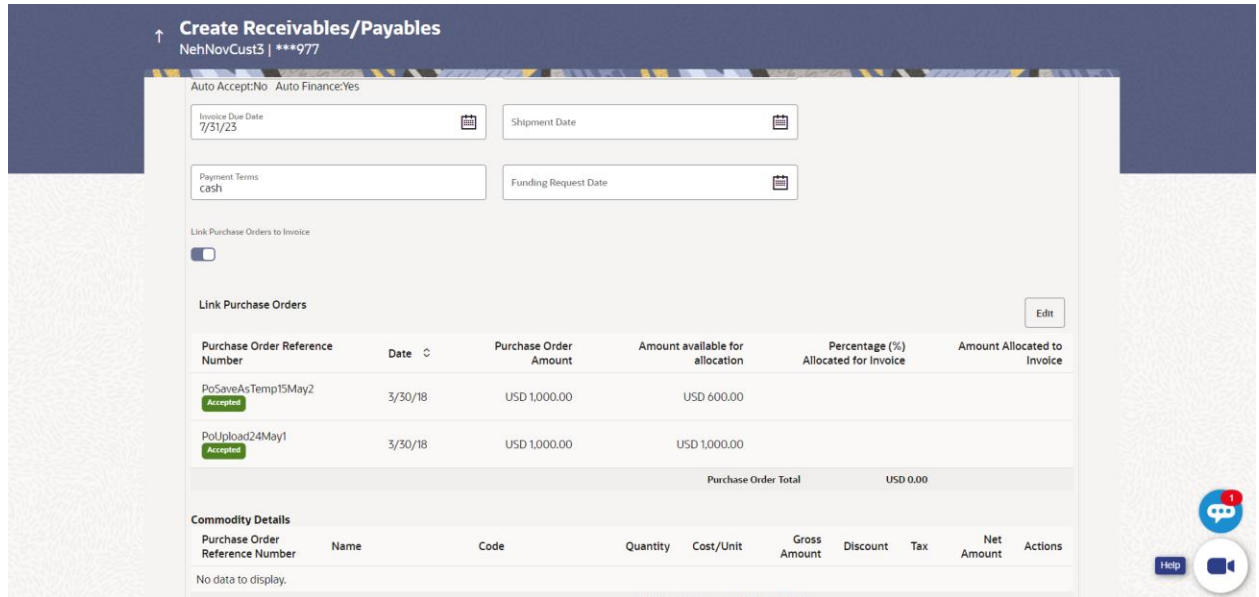 Create Receivables/Payables
NehNovCust3 | ***977
Auto Accept:No Auto Finance:Yes
Invoice Due Date
7/31/23
Shipment Date
Payment Terms
cash
Funding Request Date
Link Purchase Orders to Invoice
Link Purchase Orders
Edit
Purchase Order Reference Number
Date
Purchase Order Amount
Amount available for allocation
Percentage (%) Allocated for Invoice
Amount Allocated to Invoice
PoSaveAsTemp15May2
Accepted
3/30/18
USD 1,000.00
USD 600.00
PoUpload24May1
Accepted
3/30/18
USD 1,000.00
USD 1,000.00
Purchase Order Total USD 0.00
Commodity Details
Purchase Order Reference Number
Name
Code
Quantity
Cost/Unit
Gross Amount
Discount
Tax
Net Amount
Actions
No data to display.
1
Help